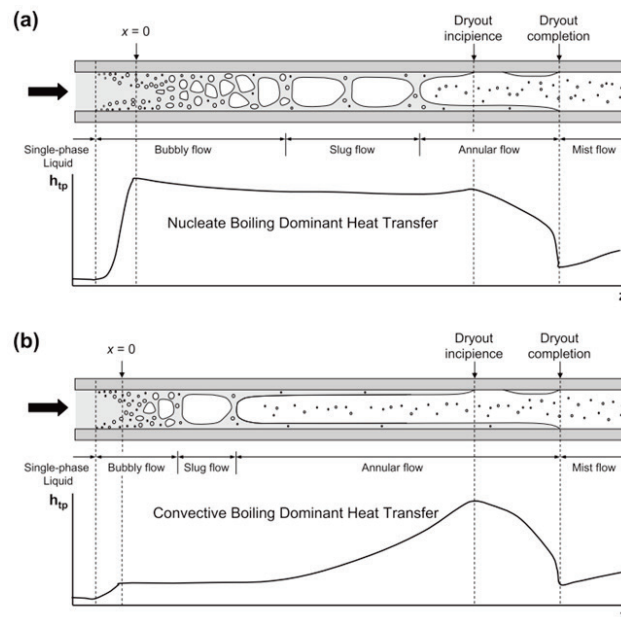 (a)
x = 0
Dryout
incipience
Dryout
completion
Single-phase
Liquid
Bubbly flow
Slug flow
Annular flow
Mist flow
htp
Nucleate Boiling Dominant Heat Transfer
(b)
x = 0
Dryout
incipience
Dryout
completion
Single-phase
Liquid
Bubbly flow
Slug flow
Annular flow
Mist flow
htp
Convective Boiling Dominant Heat Transfer